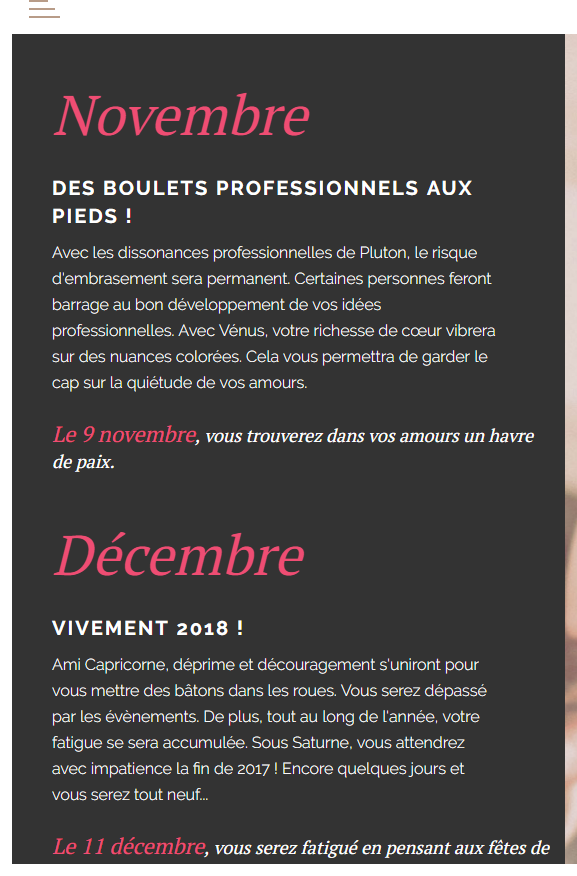 Novembre
DES BOULETS PROFESSIONNELS AUX
PIEDS !
Avec les dissonances professionnelles de Pluton, le risque
d'embrasement sera permanent. Certaines personnes feront
barrage au bon développement de vos idées
professionnelles. Avec Vénus, votre richesse de cœur vibrera
sur des nuances colorées. Cela vous permettra de garder le
cap sur la quiétude de vos amours.
Le 9 novembre, vous trouverez dans vos amours un havre
de paix.
Décembre
VIVEMENT 2018 !
Ami Capricorne, déprime et découragement s'uniront pour
vous mettre des bâtons dans les roues. Vous serez dépassé
par les évènements. De plus, tout au long de l'année, votre
fatigue se sera accumulée. Sous Saturne, vous attendrez
avec impatience la fin de 2017 ! Encore quelques jours et
vous serez tout neuf...
Le 11 décembre, vous serez fatigué en pensant aux fêtes de